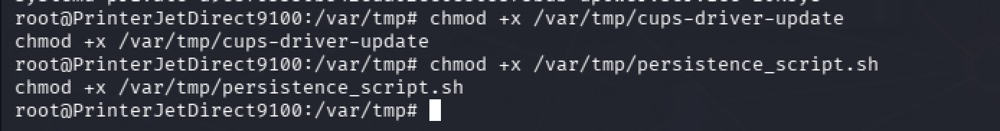 root@PrinterJetDirect9100:/var/tmp# chmod +x /var/tmp/cups-driver-update
chmod +x /var/tmp/cups-driver-update
root@PrinterJetDirect9100:/var/tmp# chmod +x /var/tmp/persistence_script.sh
chmod +x /var/tmp/persistence_script.sh
root@PrinterJetDirect9100:/var/tmp#